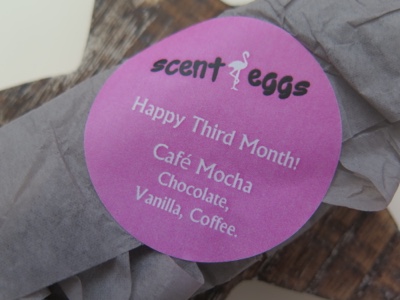 scent eggs
Happy Third Month!
Café Mocha
Chocolate,
Vanilla, Coffee.